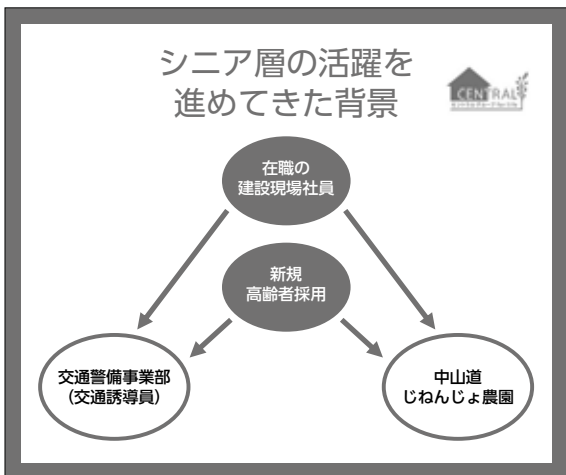 シニア層の活躍を
進めてきた背景
CENTRAL
在職の
建設現場社員
新規
高齢者採用
交通警備事業部
(交通誘導員)
中山道
じねんじょ農園